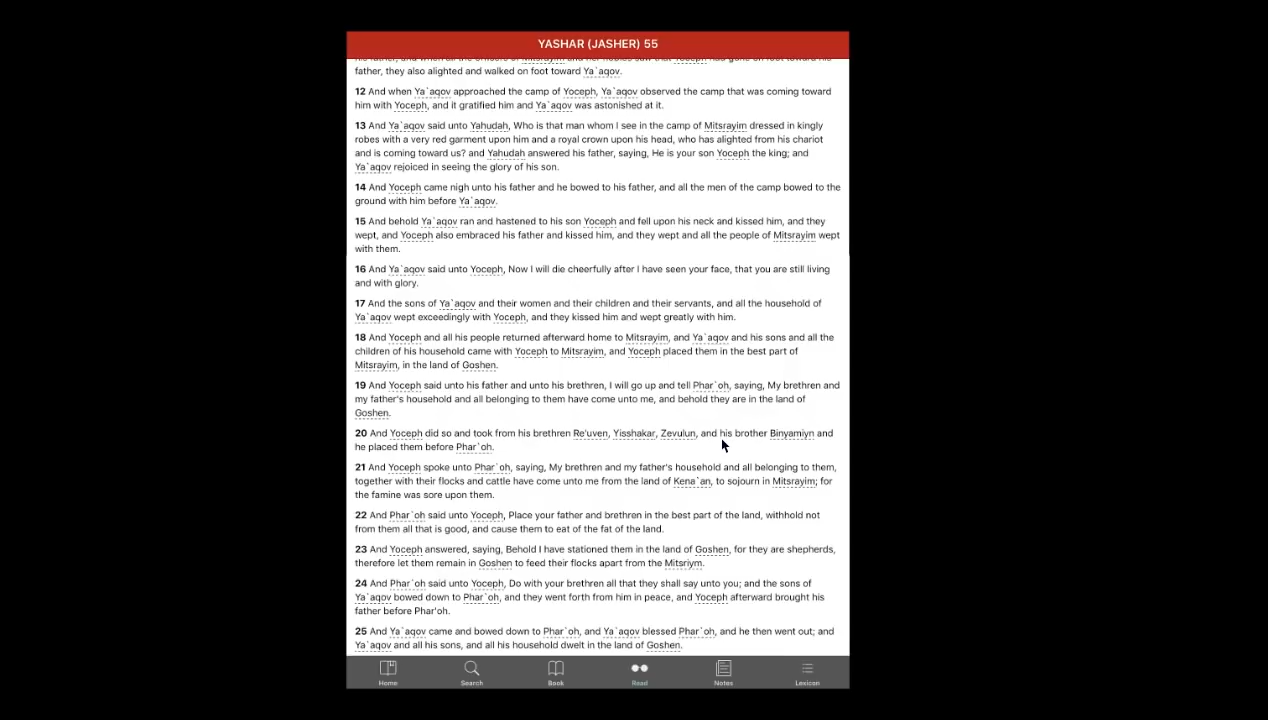 YASHAR (JASHER) 55
his father, and when all the children of Mitsrayim and her nobles saw that Yoceph had gone on foot toward his
father, they also alighted and walked on foot toward Ya`aqov.
12 And when Ya`aqov approached the camp of Yoceph, Ya`aqov observed the camp that was coming toward
him with Yoceph, and it gratified him and Ya`aqov was astonished at it.
13 And Ya`aqov said unto Yahudah, Who is that man whom I see in the camp of Mitsrayim dressed in kingly
robes with a very red garment upon him and a royal crown upon his head, who has alighted from his chariot
and is coming toward us? and Yahudah answered his father, saying, He is your son Yoceph the king; and
Ya`aqov rejoiced in seeing the glory of his son.
14 And Yoceph came nigh unto his father and he bowed to his father, and all the men of the camp bowed to the
ground with him before Ya`aqov.
15 And behold Ya`aqov ran and hastened to his son Yoceph and fell upon his neck and kissed him, and they
wept, and Yoceph also embraced his father and kissed him, and they wept and all the people of Mitsrayim wept
with them.
16 And Ya`aqov said unto Yoceph, Now I will die cheerfully after I have seen your face, that you are still living
and with glory.
17 And the sons of Ya`aqov and their women and their children and their servants, and all the household of
Ya`aqov wept exceedingly with Yoceph, and they kissed him and wept greatly with him.
18 And Yoceph and all his people returned afterward home to Mitsrayim, and Ya`aqov and his sons and all the
children of his household came with Yoceph to Mitsrayim, and Yoceph placed them in the best part of
Mitsrayim, in the land of Goshen.
19 And Yoceph said unto his father and unto his brethren, I will go up and tell Phar`oh, saying, My brethren and
my father's household and all belonging to them have come unto me, and behold they are in the land of
Goshen.
20 And Yoceph did so and took from his brethren Re'uven, Yisshakar, Zevulun, and his brother Binyamiyn and
he placed them before Phar`oh.
21 And Yoceph spoke unto Phar`oh, saying, My brethren and my father's household and all belonging to them,
together with their flocks and cattle have come unto me from the land of Kena`an, to sojourn in Mitsrayim; for
the famine was sore upon them.
22 And Phar`oh said unto Yoceph, Place your father and brethren in the best part of the land, withhold not
from them all that is good, and cause them to eat of the fat of the land.
23 And Yoceph answered, saying, Behold I have stationed them in the land of Goshen, for they are shepherds,
therefore let them remain in Goshen to feed their flocks apart from the Mitsriym.
24 And Phar`oh said unto Yoceph, Do with your brethren all that they shall say unto you; and the sons of
Ya`aqov bowed down to Phar`oh, and they went forth from him in peace, and Yoceph afterward brought his
father before Phar'oh.
25 And Ya`aqov came and bowed down to Phar`oh, and Ya`aqov blessed Phar`oh, and he then went out; and
Ya`aqov and all his sons, and all his household dwelt in the land of Goshen.
Home Search Book Read Notes Lexicon